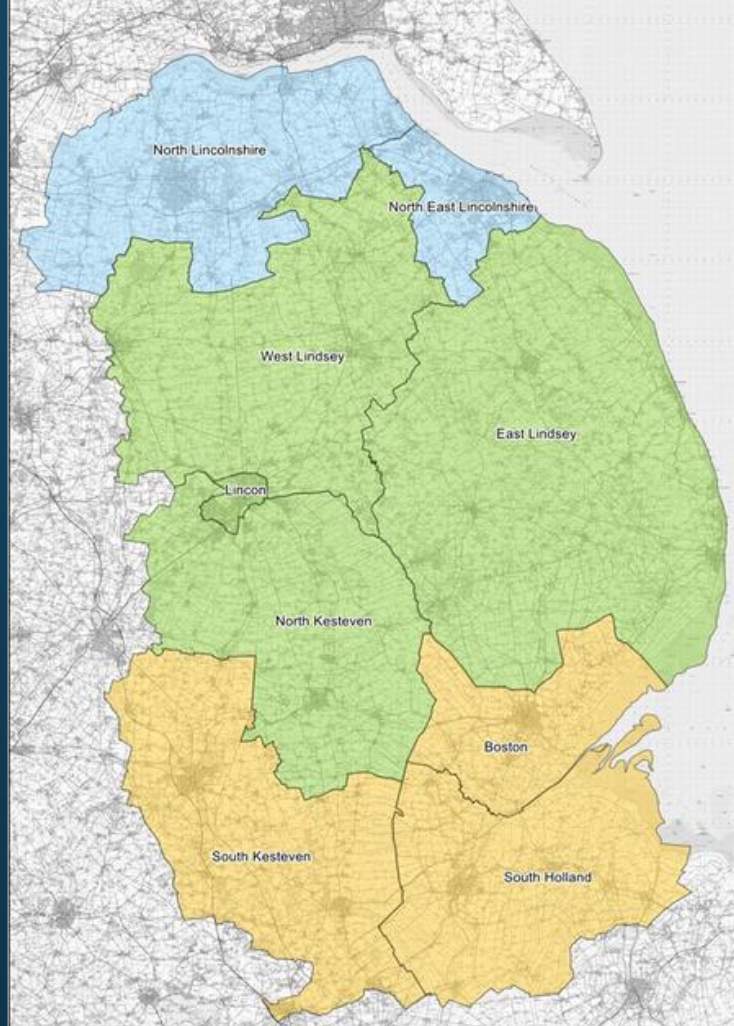 North Lincolnshire
North East Lincolnshire
West Lindsey
East Lindsey
Lincon
North Kesteven
Boston
South Kesteven
South Holland